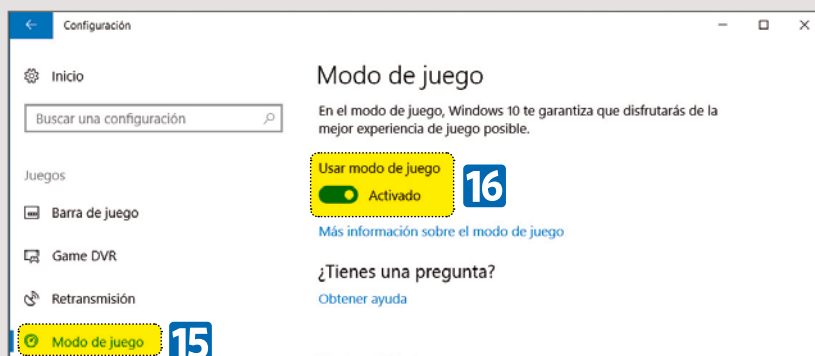 Configuración
Inicio
Buscar una configuración
Juegos
Barra de juego
Game DVR
Retransmisión
Modo de juego
15
Modo de juego
En el modo de juego, Windows 10 te garantiza que disfrutarás de la
mejor experiencia de juego posible.
Usar modo de juego
Activado
16
Más información sobre el modo de juego
¿Tienes una pregunta?
Obtener ayuda